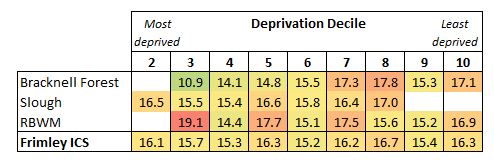 Most deprived Deprivation Decile Least deprived
2 3 4 5 6 7 8 9 10
Bracknell Forest 10.9 14.1 14.8 15.5 17.3 17.8 15.3 17.1
Slough 16.5 15.5 15.4 16.6 15.8 16.4 17.0
RBWM 19.1 14.4 17.7 15.1 17.5 15.6 15.2 16.9
Frimley ICS 16.1 15.7 15.3 16.3 15.2 16.2 16.7 15.4 16.3